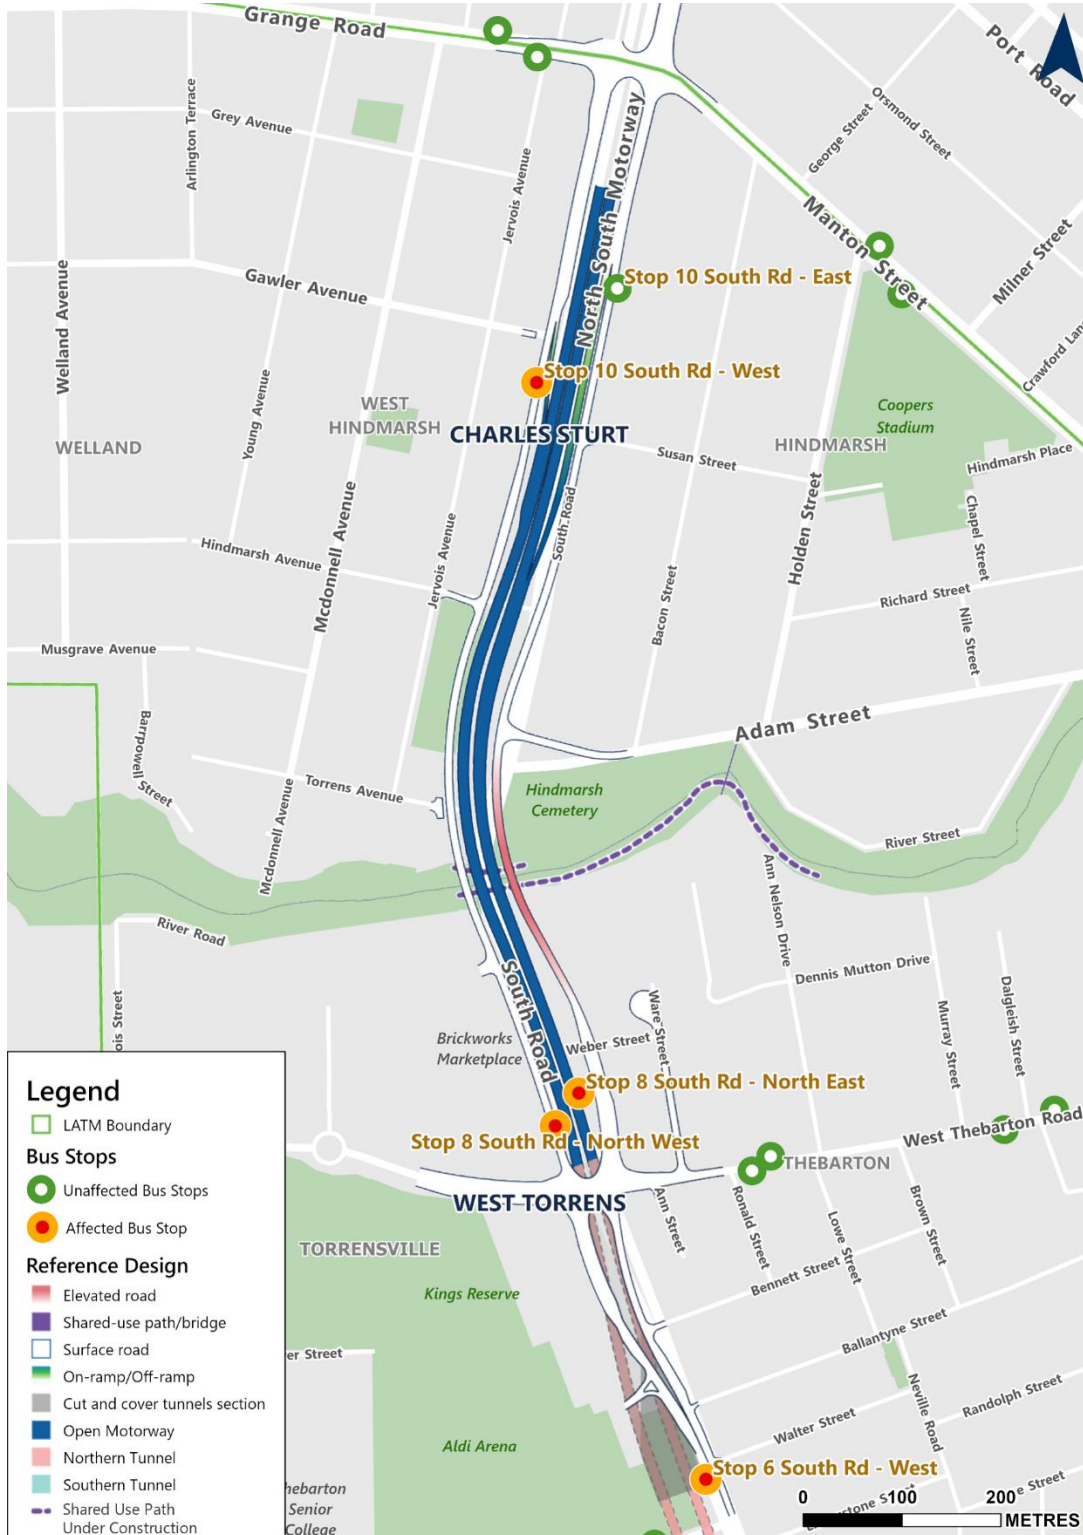 Grange Road
Port Road
Arlington Terrace
Grey Avenue
Orsmond Street
George Street
North South Motorway
Jervois Avenue
Manton Street
Milner Street
Welland Avenue
Gawler Avenue
Stop 10 South Rd - East
Crawford Lane
Stop 10 South Rd - West
Young Avenue
WEST
HINDMARSH
Coopers
Stadium
WELLAND
CHARLES STURT
HINDMARSH
Susan Street
Hindmarsh Place
Holden Street
Chapel Street
South Road
Mcdonnell Avenue
Hindmarsh Avenue
Jervois Avenue
Bacon Street
Richard Street
Nile Street
Musgrave Avenue
Adam Street
Barrpowell Street
Torrens Avenue
Hindmarsh
Cemetery
Mcdonnell Avenue
River Street
Ann Nelson Drive
River Road
Dennis Mutton Drive
South Road
Ware Street
Murray Street
Dalgleish Street
ois Street
Brickworks
Marketplace
Weber Street
Stop 8 South Rd - North East
Stop 8 South Rd - North West
West Thebarton Road
THEBARTON
WEST TORRENS
Ann Street
Ronald Street
Lowe Street
Brown Street
TORRENSVILLE
Bennett Street
Kings Reserve
Ballantyne Street
er Street
Neville Road
Randolph Street
Walter Street
Aldi Arena
Stop 6 South Rd - West
hebarton
Senior
College
stone Street
e Street
0 100 200
METRES
Legend
LATM Boundary
Bus Stops
Unaffected Bus Stops
Affected Bus Stop
Reference Design
Elevated road
Shared-use path/bridge
Surface road
On-ramp/Off-ramp
Cut and cover tunnels section
Open Motorway
Northern Tunnel
Southern Tunnel
Shared Use Path
Under Construction